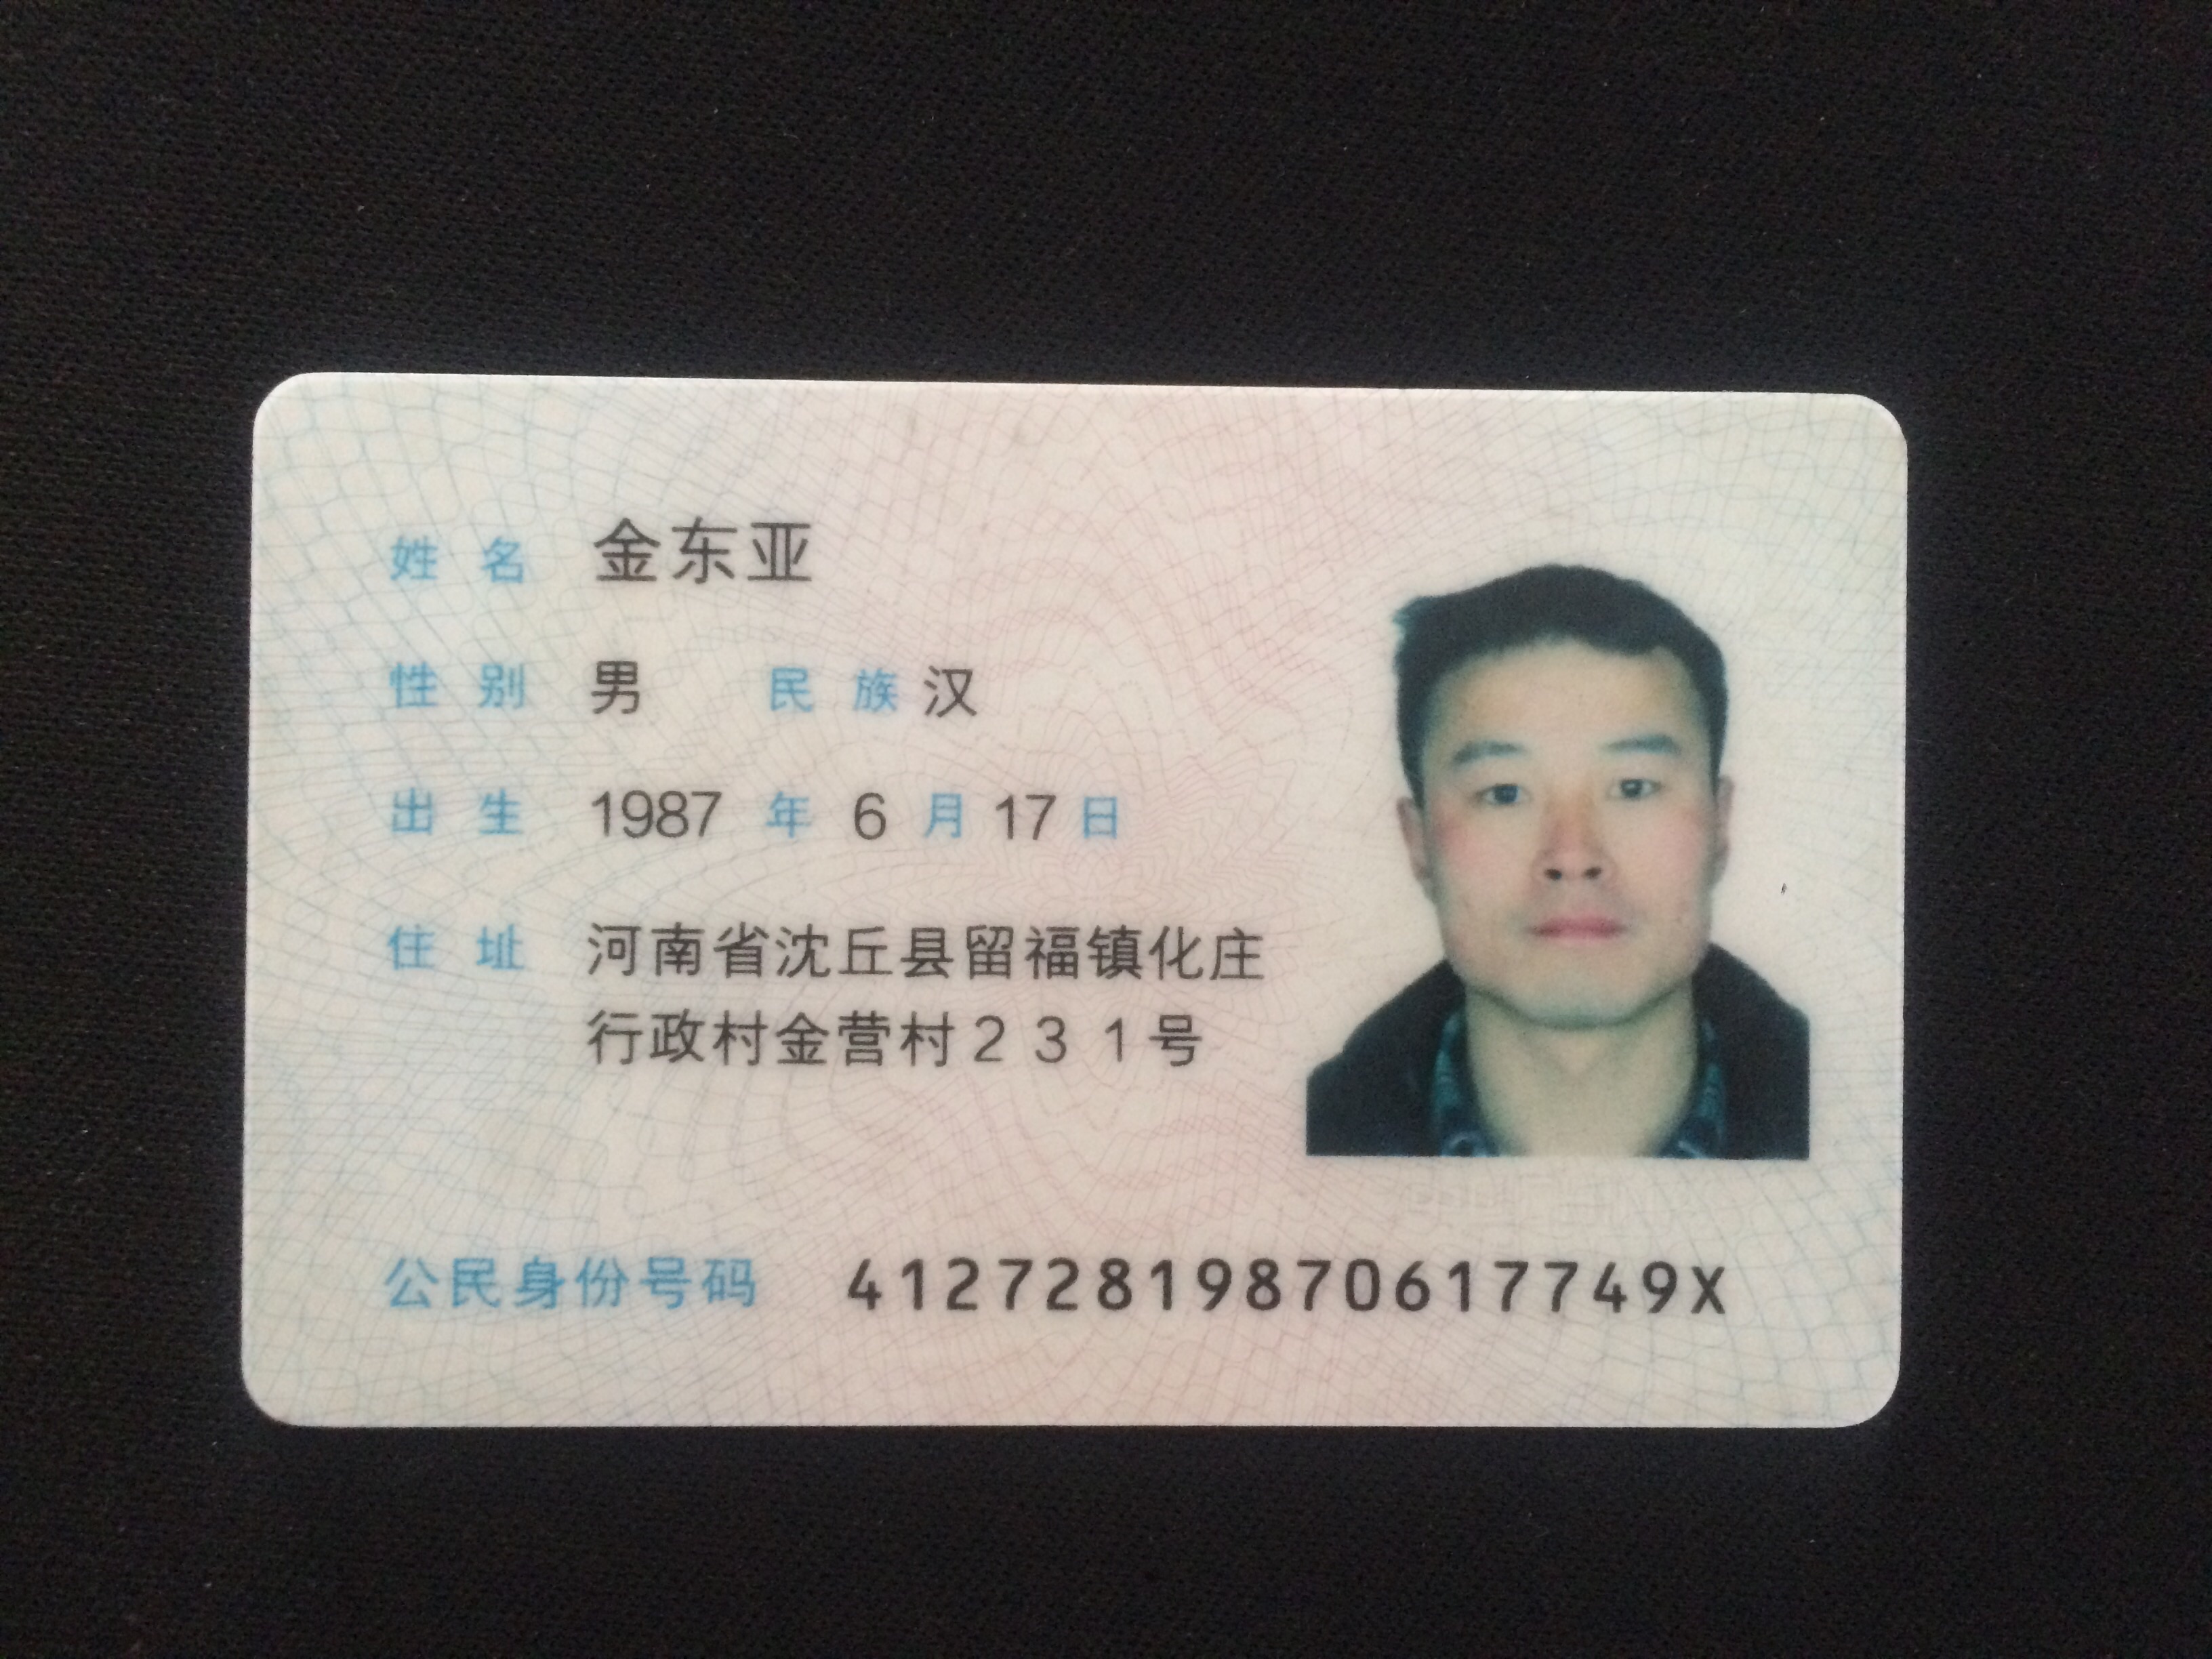 姓名 金东亚
性别 男 民族 汉
出生 1987 年 6 月 17 日
住址 河南省沈丘县留福镇化庄
行政村金营村231号
公民身份号码 41272819870617749X